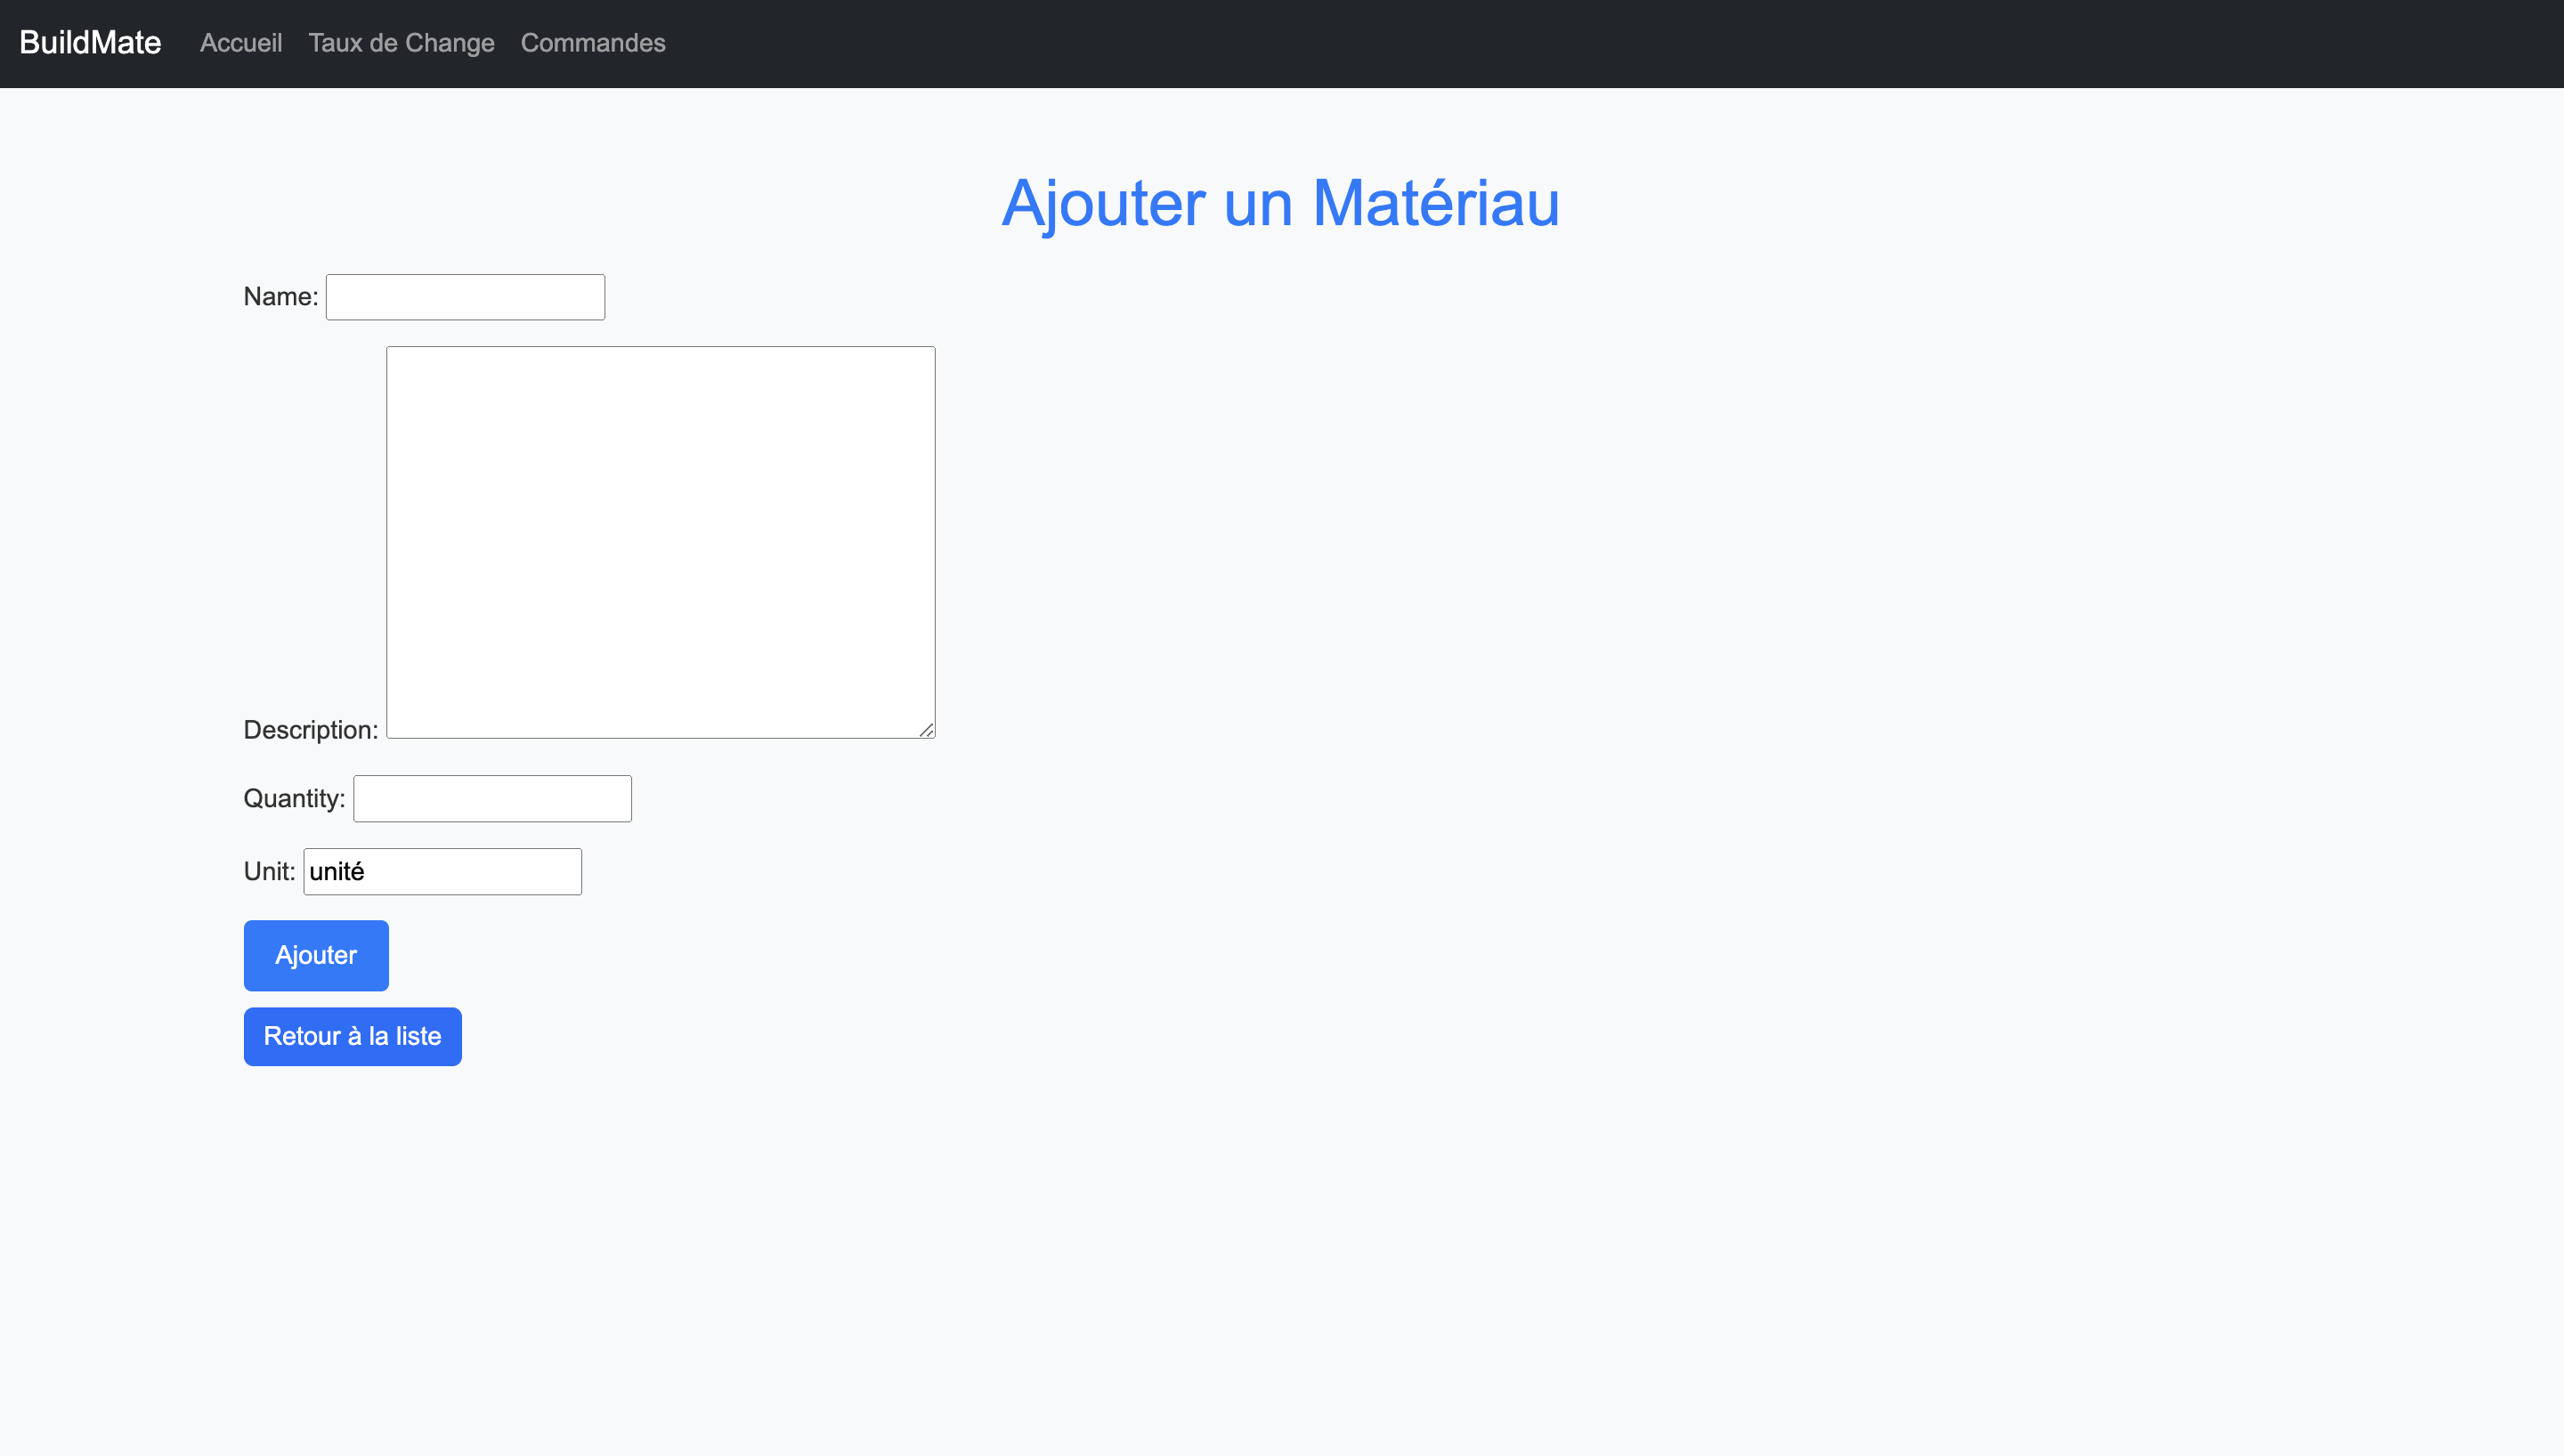 BuildMate Accueil Taux de Change Commandes
Ajouter un Matériau
Name:
Description:
Quantity:
Unit: unité
Ajouter
Retour à la liste